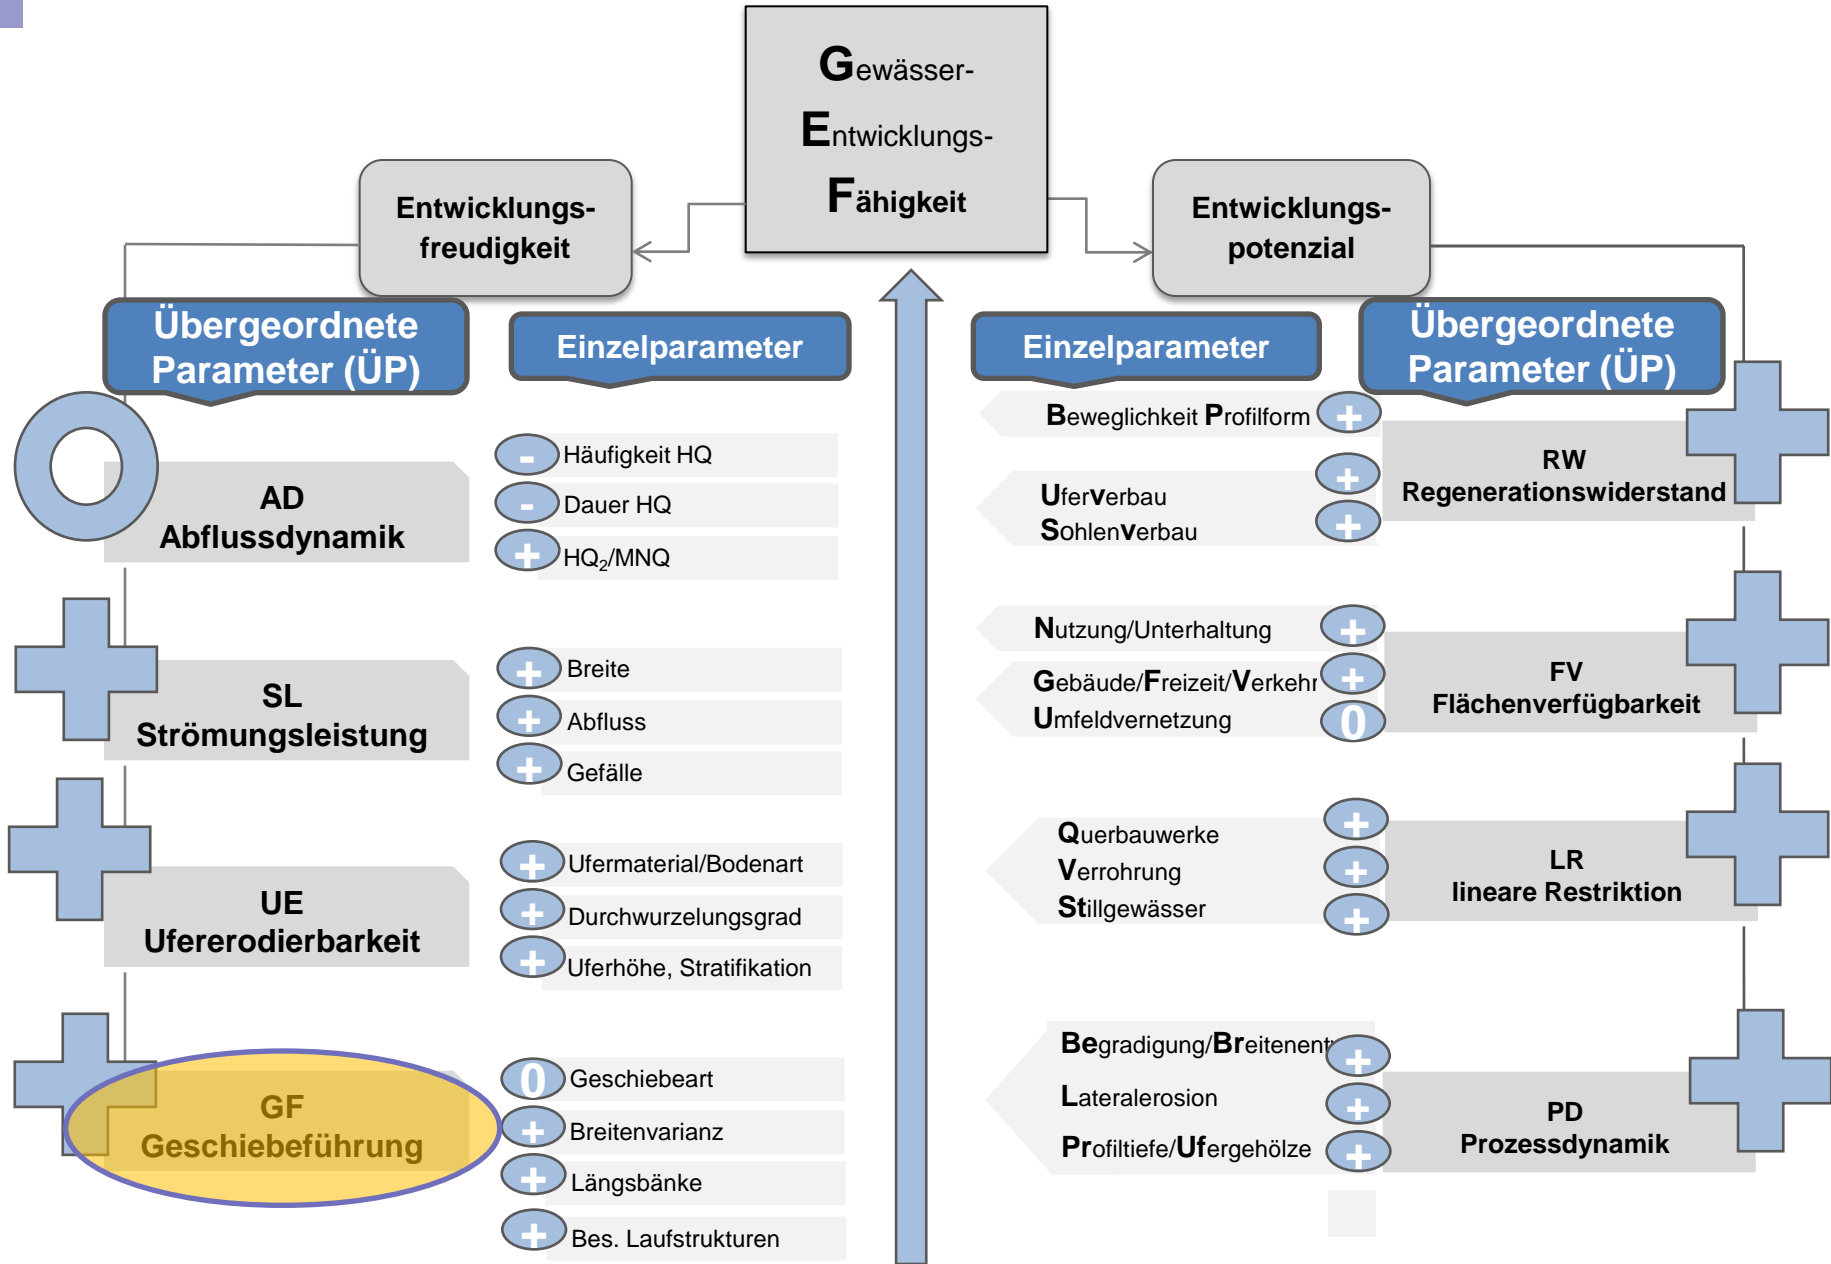 Gewässer-
Entwicklungs-
Fähigkeit
Entwicklungs-
freudigkeit
Entwicklungs-
potenzial
Übergeordnete
Parameter (ÜP)
Einzelparameter
Einzelparameter
Übergeordnete
Parameter (ÜP)
AD
Abflussdynamik
- Häufigkeit HQ
- Dauer HQ
+ HQ₂/MNQ
SL
Strömungsleistung
+ Breite
+ Abfluss
+ Gefälle
UE
Ufererodierbarkeit
+ Ufermaterial/Bodenart
+ Durchwurzelungsgrad
+ Uferhöhe, Stratifikation
GF
Geschiebeführung
0 Geschiebeart
+ Breitenvarianz
+ Längsbänke
+ Bes. Laufstrukturen
Beweglichkeit Profilform +
Uferverbau +
Sohlenverbau +
RW
Regenerationswiderstand
Nutzung/Unterhaltung +
Gebäude/Freizeit/Verkehr +
Umfeldvernetzung 0
FV
Flächenverfügbarkeit
Querbauwerke +
Verrohrung +
Stillgewässer +
LR
lineare Restriktion
Begradigung/Breitenent +
Lateralerosion +
Profiltiefe/Ufergehölze +
PD
Prozessdynamik